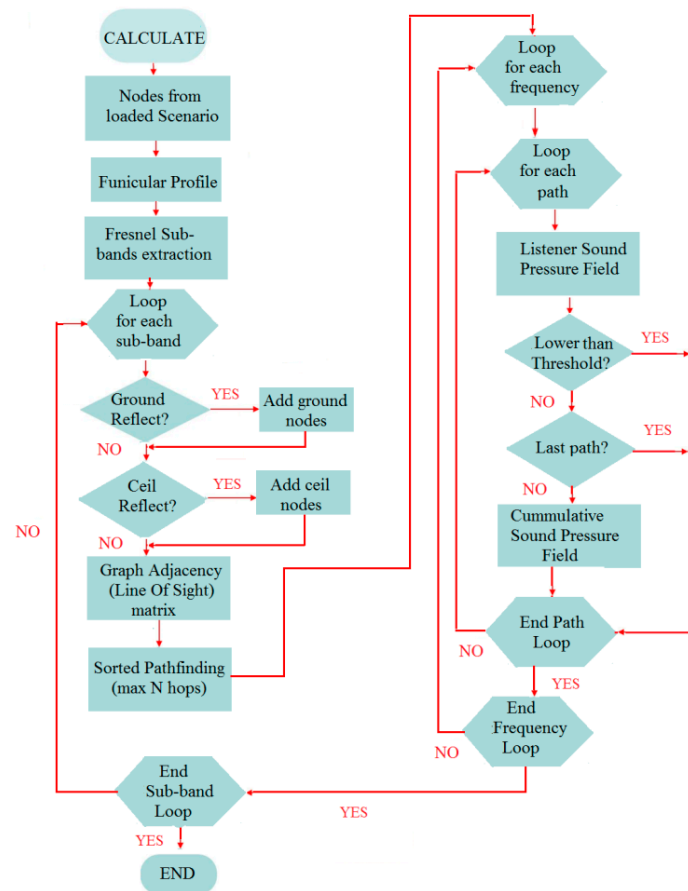 CALCULATE
Nodes from
loaded Scenario
Funicular Profile
Fresnel Sub-
bands extraction
Loop
for each
sub-band
Ground
Reflect?
YES
Add ground
nodes
NO
Ceil
Reflect?
YES
Add ceil
nodes
NO
Graph Adjacency
(Line Of Sight)
matrix
Sorted Pathfinding
(max N hops)
Loop
for each
frequency
Loop
for each
path
Listener Sound
Pressure Field
Lower than
Threshold?
YES
NO
Last path?
YES
NO
Cummulative
Sound Pressure
Field
End Path
Loop
NO
YES
End
Frequency
Loop
NO
YES
End
Sub-band
Loop
NO
YES
END